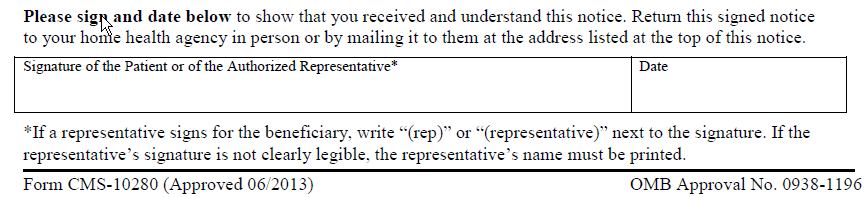 Please sign and date below to show that you received and understand this notice. Return this signed notice
to your home health agency in person or by mailing it to them at the address listed at the top of this notice.
Signature of the Patient or of the Authorized Representative* Date
*If a representative signs for the beneficiary, write “(rep)” or “(representative)” next to the signature. If the
representative’s signature is not clearly legible, the representative’s name must be printed.
Form CMS-10280 (Approved 06/2013) OMB Approval No. 0938-1196